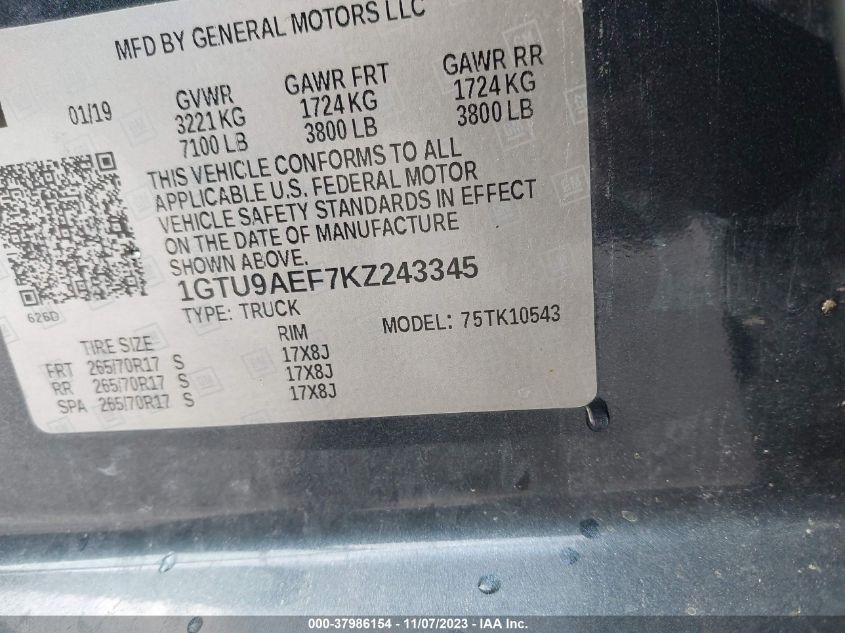 MFD BY GENERAL MOTORS LLC
01/19
GVWR
3221 KG
7100 LB
GAWR FRT
1724 KG
3800 LB
GAWR RR
1724 KG
3800 LB
THIS VEHICLE CONFORMS TO ALL
APPLICABLE U.S. FEDERAL MOTOR
VEHICLE SAFETY STANDARDS IN EFFECT
ON THE DATE OF MANUFACTURE
SHOWN ABOVE.
1GTU9AEF7KZ243345
626D
TYPE: TRUCK
MODEL: 75TK10543
TIRE SIZE RIM
FRT 265/70R17 S 17X8J
RR 265/70R17 S 17X8J
SPA 265/70R17 S 17X8J
000-37986154 - 11/07/2023 - IAA Inc.